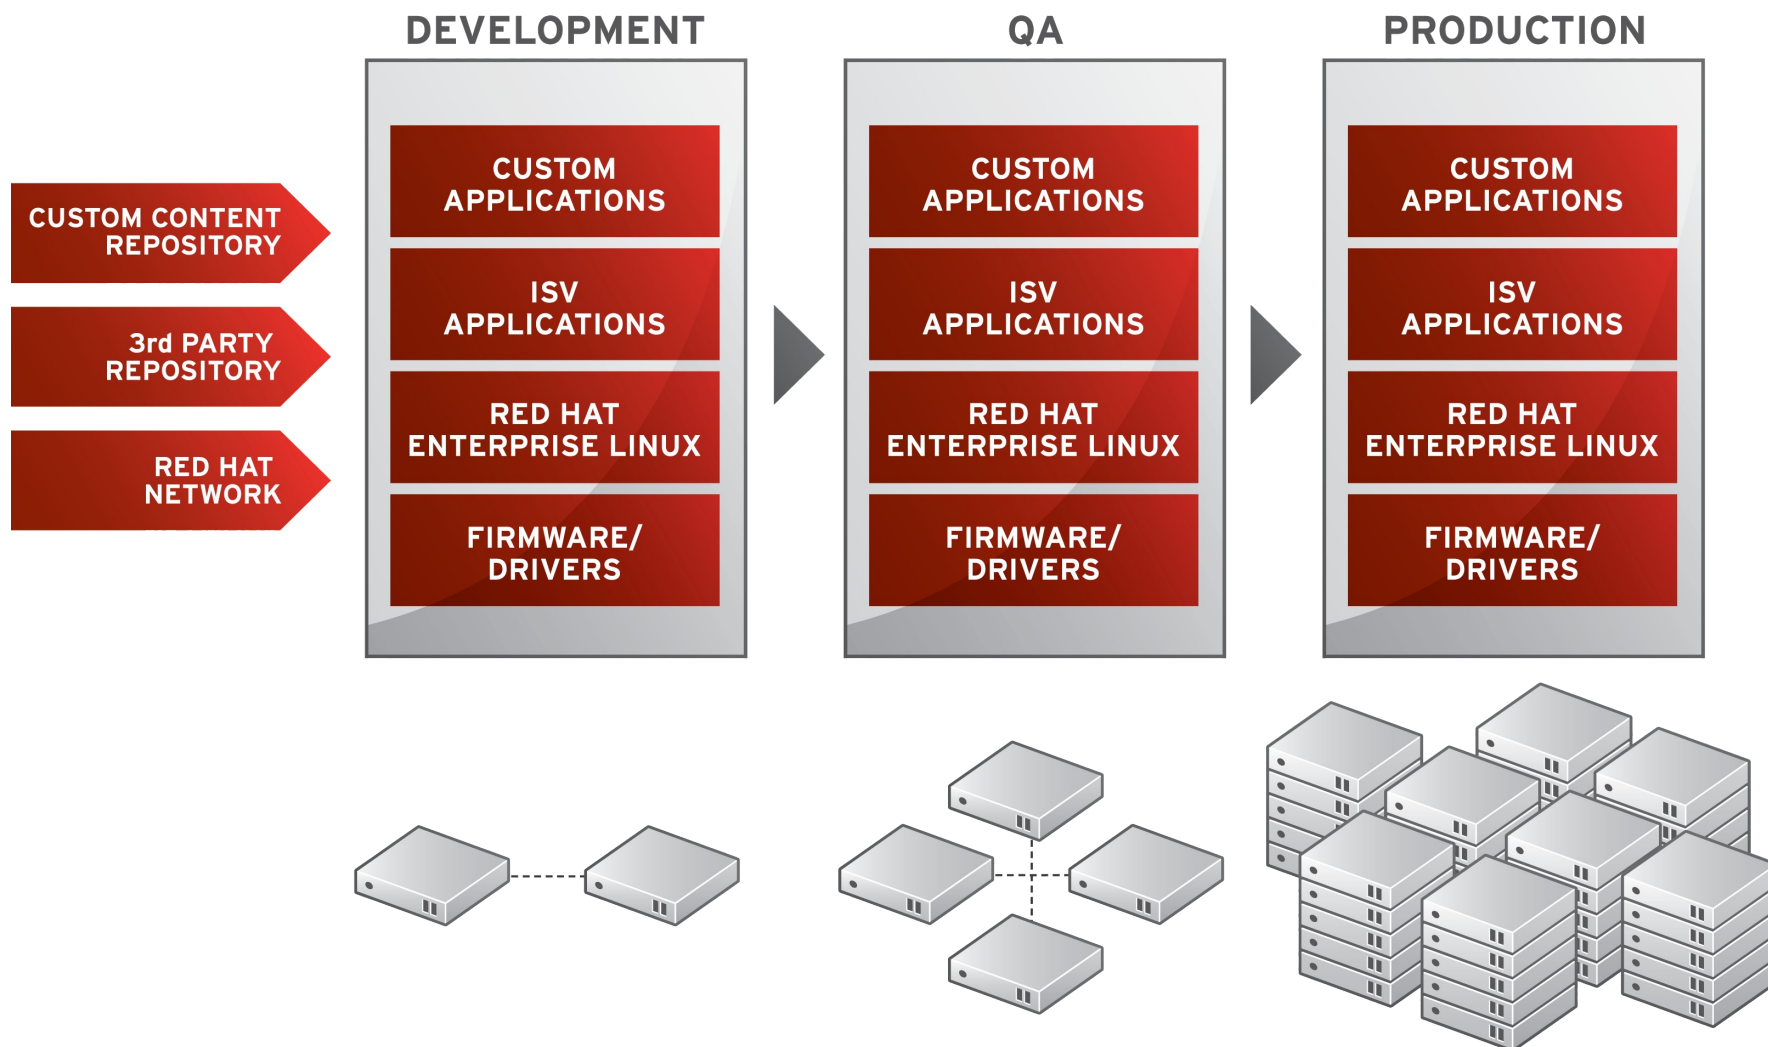 DEVELOPMENT
QA
PRODUCTION
CUSTOM CONTENT
REPOSITORY
3rd PARTY
REPOSITORY
RED HAT
NETWORK
CUSTOM
APPLICATIONS
ISV
APPLICATIONS
RED HAT
ENTERPRISE LINUX
FIRMWARE/
DRIVERS
CUSTOM
APPLICATIONS
ISV
APPLICATIONS
RED HAT
ENTERPRISE LINUX
FIRMWARE/
DRIVERS
CUSTOM
APPLICATIONS
ISV
APPLICATIONS
RED HAT
ENTERPRISE LINUX
FIRMWARE/
DRIVERS